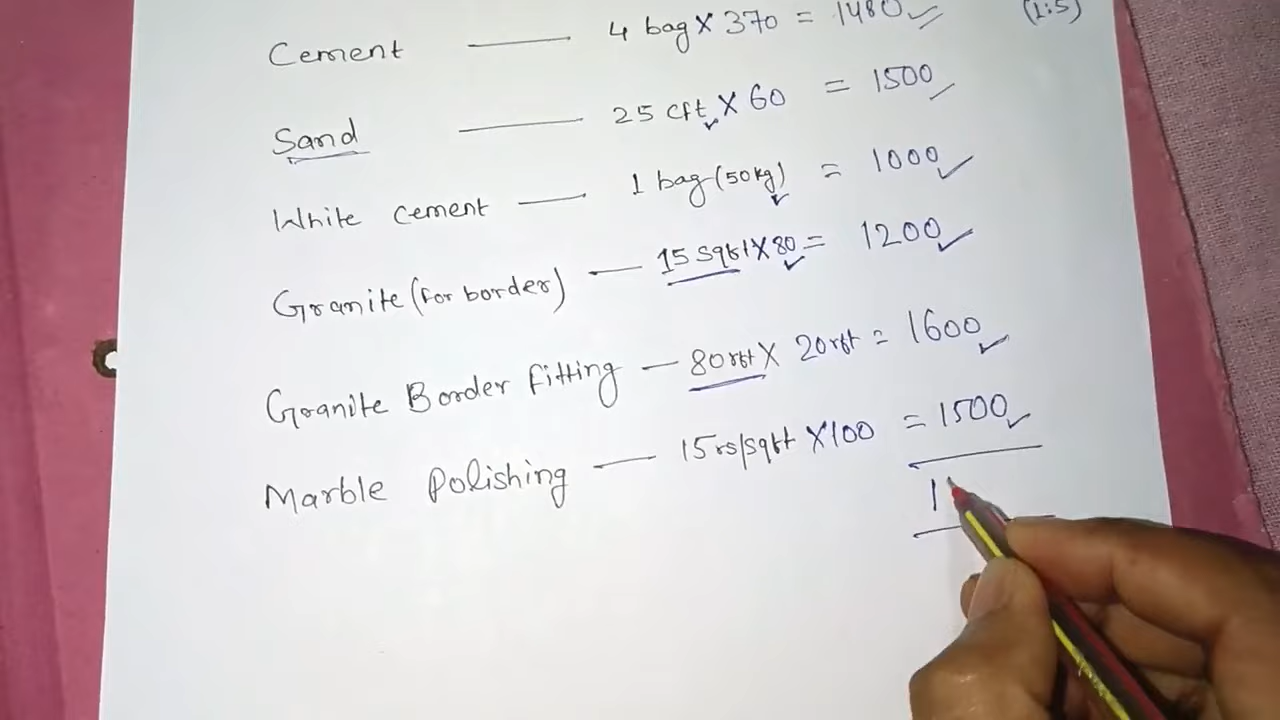 Cement —— 4 bag X 370 = 1480 (1:5)
Sand —— 25 cft X 60 = 1500
White cement —— 1 bag (50kg) = 1000
Granite (for border) —— 15 sqft X 80 = 1200
Granite Border fitting — 80 rft X 20 rft = 1600
Marble Polishing —— 15 rs/sqft X 100 = 1500
1